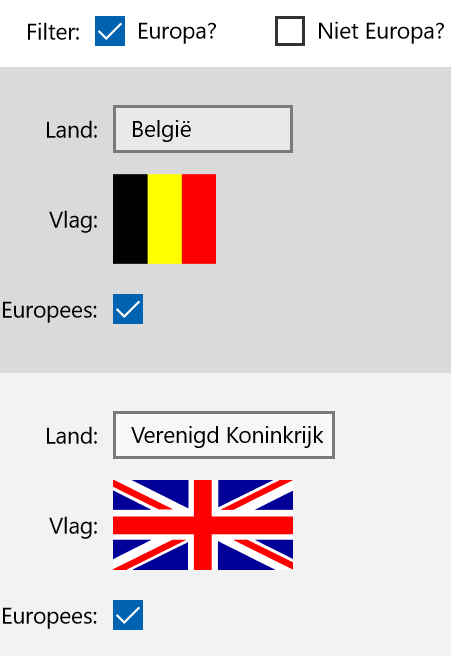 Filter: Europa? Niet Europa?
Land: België
Vlag:
Europees:
Land: Verenigd Koninkrijk
Vlag:
Europees: